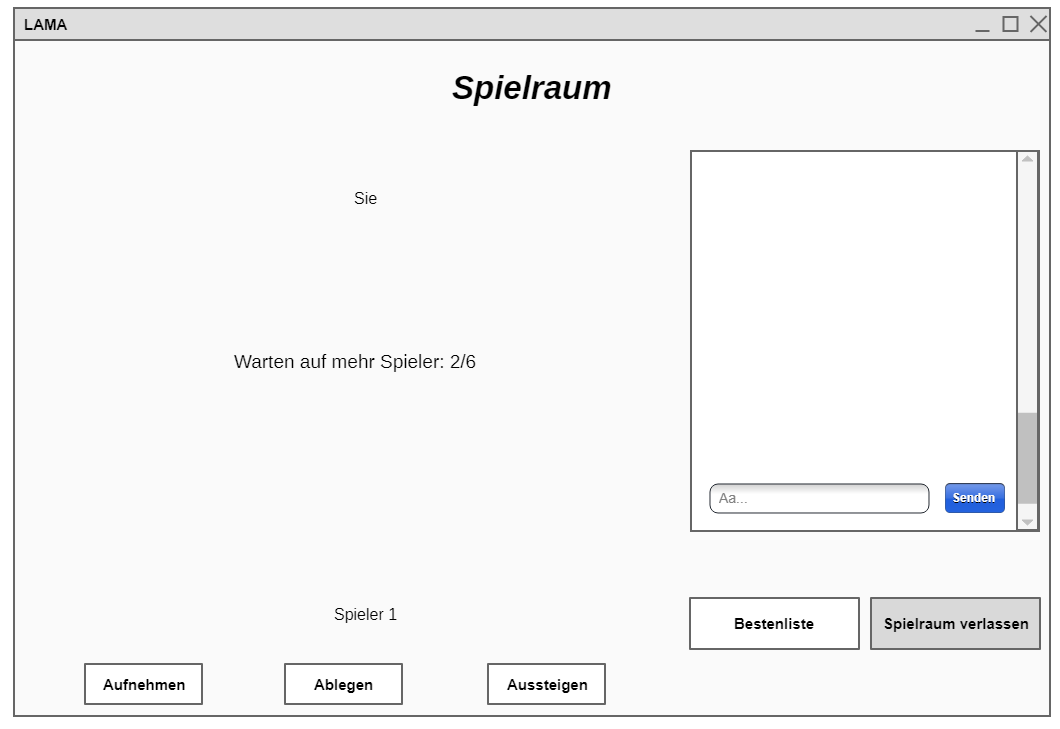 LAMA
Spielraum
Sie
Warten auf mehr Spieler: 2/6
Aa...
Senden
Spieler 1
Bestenliste
Spielraum verlassen
Aufnehmen
Ablegen
Aussteigen